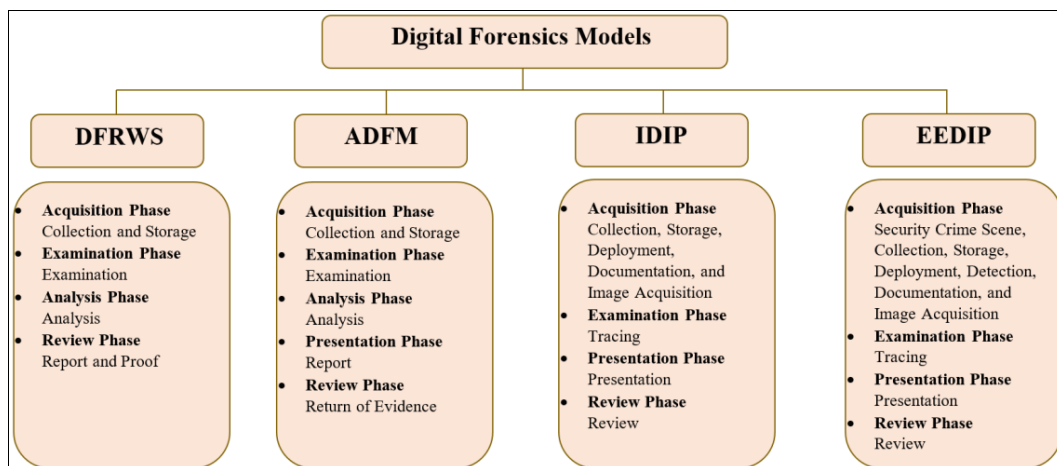 Digital Forensics Models
DFRWS
ADFM
IDIP
EEDIP
• Acquisition Phase
Collection and Storage
• Examination Phase
Examination
• Analysis Phase
Analysis
• Review Phase
Report and Proof
• Acquisition Phase
Collection and Storage
• Examination Phase
Examination
• Analysis Phase
Analysis
• Presentation Phase
Report
• Review Phase
Return of Evidence
• Acquisition Phase
Collection, Storage,
Deployment,
Documentation, and
Image Acquisition
• Examination Phase
Tracing
• Presentation Phase
Presentation
• Review Phase
Review
• Acquisition Phase
Security Crime Scene,
Collection, Storage,
Deployment, Detection,
Documentation, and
Image Acquisition
• Examination Phase
Tracing
• Presentation Phase
Presentation
• Review Phase
Review